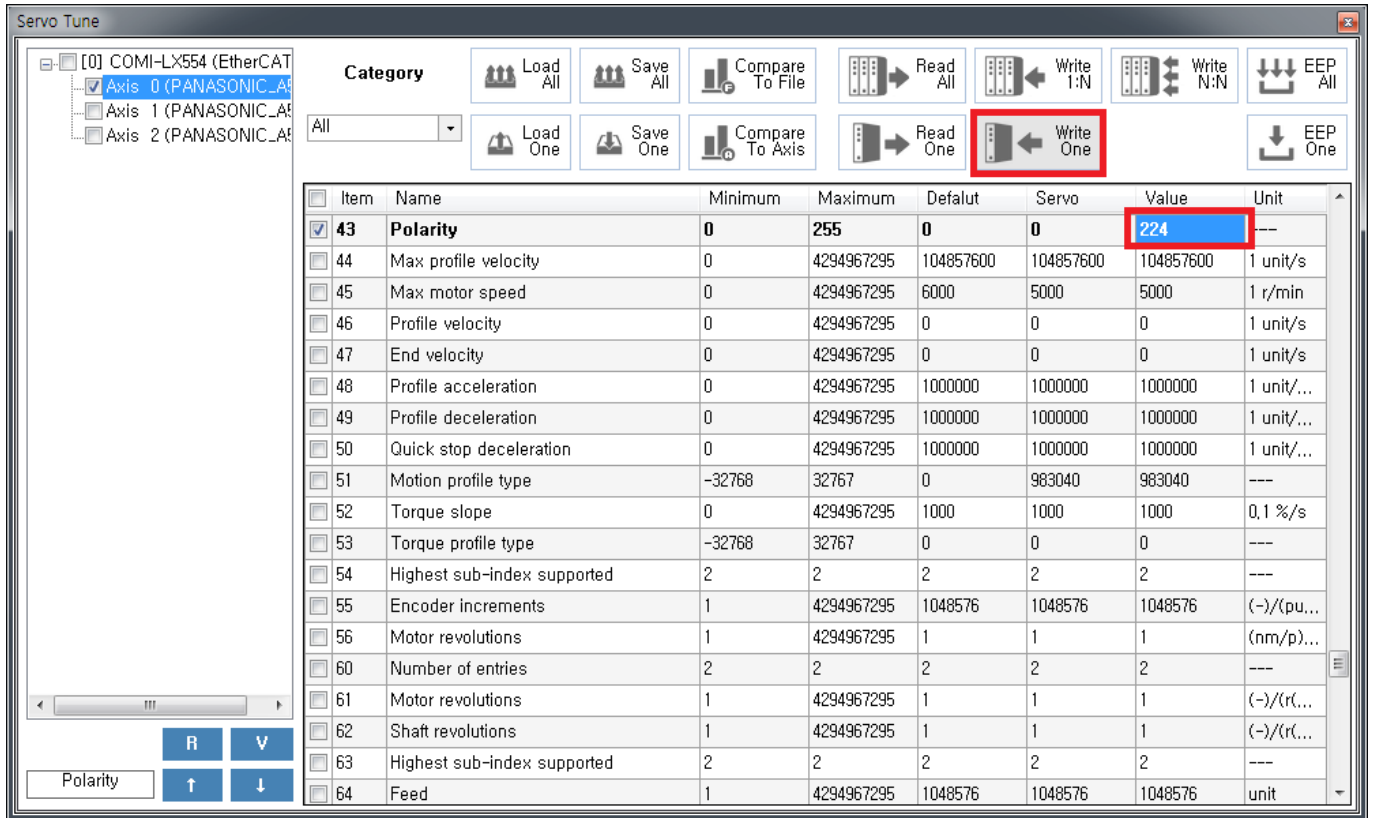 Servo Tune
[0] COMI-LX554 (EtherCAT
Axis 0 (PANASONIC_A5
Axis 1 (PANASONIC_A5
Axis 2 (PANASONIC_A5
Category
All
Load All
Save All
Compare To File
Read All
Write 1:N
Write N:N
EEP All
Load One
Save One
Compare To Axis
Read One
Write One
EEP One
Item Name Minimum Maximum Defalut Servo Value Unit
43 Polarity 0 255 0 0 224 ---
44 Max profile velocity 0 4294967295 104857600 104857600 104857600 1 unit/s
45 Max motor speed 0 4294967295 6000 5000 5000 1 r/min
46 Profile velocity 0 4294967295 0 0 0 1 unit/s
47 End velocity 0 4294967295 0 0 0 1 unit/s
48 Profile acceleration 0 4294967295 1000000 1000000 1000000 1 unit/...
49 Profile deceleration 0 4294967295 1000000 1000000 1000000 1 unit/...
50 Quick stop deceleration 0 4294967295 1000000 1000000 1000000 1 unit/...
51 Motion profile type -32768 32767 0 983040 983040 ---
52 Torque slope 0 4294967295 1000 1000 1000 0.1 %/s
53 Torque profile type -32768 32767 0 0 0 ---
54 Highest sub-index supported 2 2 2 2 2 ---
55 Encoder increments 1 4294967295 1048576 1048576 1048576 (-)/(pu...
56 Motor revolutions 1 4294967295 1 1 1 (nm/p)...
60 Number of entries 2 2 2 2 2 ---
61 Motor revolutions 1 4294967295 1 1 1 (-)/(r(...
62 Shaft revolutions 1 4294967295 1 1 1 (-)/(r(...
63 Highest sub-index supported 2 2 2 2 2 ---
64 Feed 1 4294967295 1048576 1048576 1048576 unit
R V
Polarity ↑ ↓